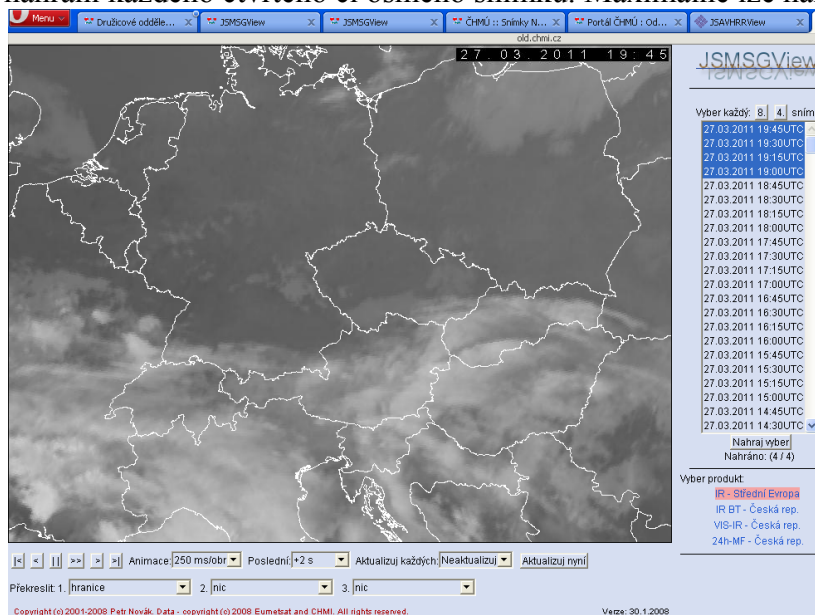 Menu Družicové odděle... JSMSGView JSMSGView ČHMÚ :: Snímky N... Portál ČHMÚ : Od... JSAVHRRView
old.chmi.cz
27.03.2011 19:45
JSMSGView
Vyber každý: 8. 4. sním
27.03.2011 19:45UTC
27.03.2011 19:30UTC
27.03.2011 19:15UTC
27.03.2011 19:00UTC
27.03.2011 18:45UTC
27.03.2011 18:30UTC
27.03.2011 18:15UTC
27.03.2011 18:00UTC
27.03.2011 17:45UTC
27.03.2011 17:30UTC
27.03.2011 17:15UTC
27.03.2011 17:00UTC
27.03.2011 16:45UTC
27.03.2011 16:30UTC
27.03.2011 16:15UTC
27.03.2011 16:00UTC
27.03.2011 15:45UTC
27.03.2011 15:30UTC
27.03.2011 15:15UTC
27.03.2011 15:00UTC
27.03.2011 14:45UTC
27.03.2011 14:30UTC
Nahraj vyber
Nahráno: (4 / 4)
Vyber produkt:
IR - Střední Evropa
IR BT - Česká rep.
VIS-IR - Česká rep.
24h-MF - Česká rep.
|< < || >> > >| Animace: 250 ms/obr Poslední: +2 s Aktualizuj každých: Neaktualizuj Aktualizuj nyní
Překreslit: 1. hranice 2. nic 3. nic
Copyright (c) 2001-2008 Petr Novák. Data - copyright (c) 2008 Eumetsat and CHMI. All rights reserved. Verze: 30.1.2008